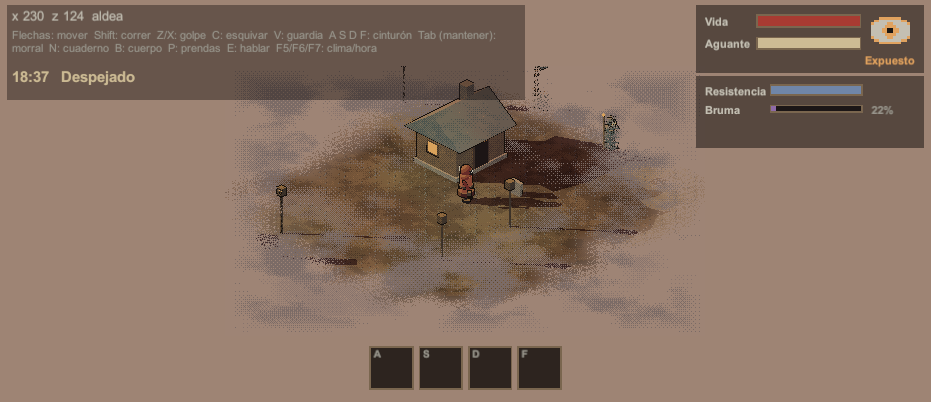 x 230 z 124 aldea
Flechas: mover Shift: correr Z/X: golpe C: esquivar V: guardia A S D F: cinturón Tab (mantener):
morral N: cuaderno B: cuerpo P: prendas E: hablar F5/F6/F7: clima/hora
18:37 Despejado
Vida
Aguante
Expuesto
Resistencia
Bruma 22%
A S D F